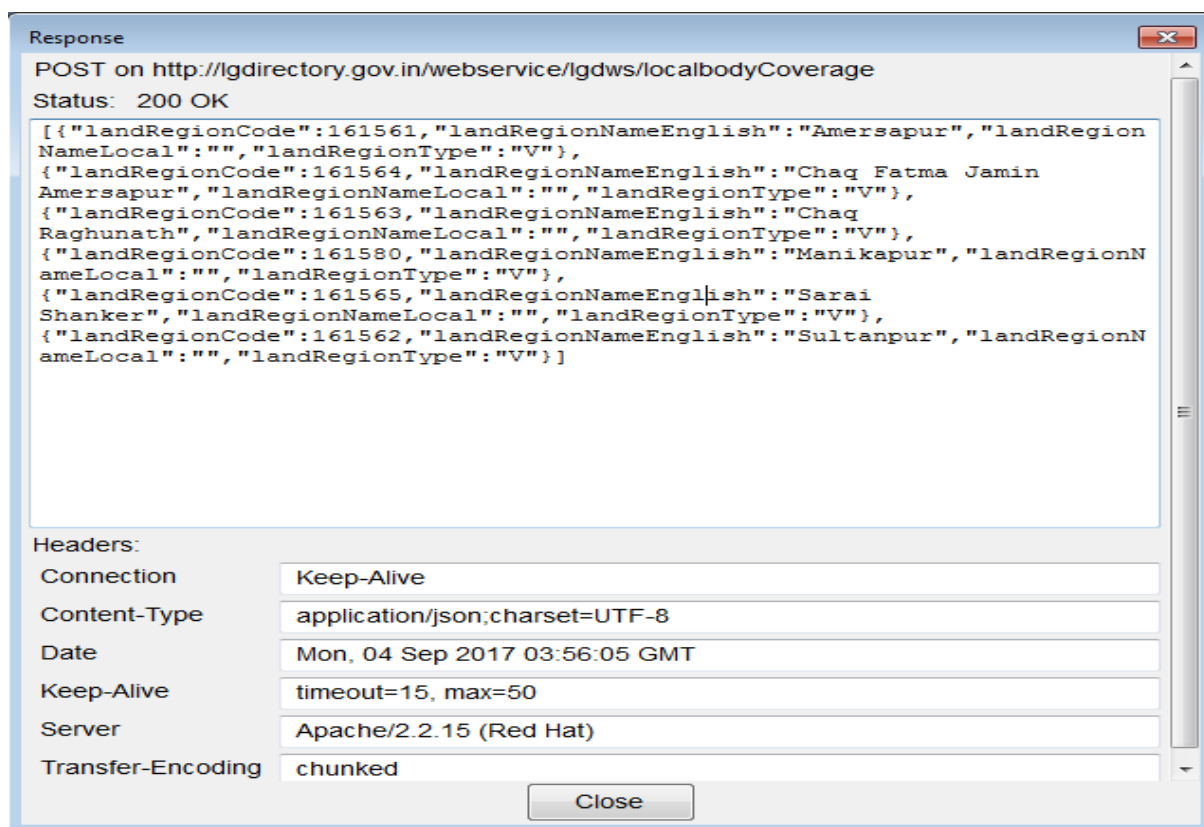 Response
POST on http://lgdirectory.gov.in/webservice/lgdws/localbodyCoverage
Status: 200 OK
[{"landRegionCode":161561,"landRegionNameEnglish":"Amersapur","landRegion
NameLocal":"","landRegionType":"V"},
{"landRegionCode":161564,"landRegionNameEnglish":"Chaq Fatma Jamin
Amersapur","landRegionNameLocal":"","landRegionType":"V"},
{"landRegionCode":161563,"landRegionNameEnglish":"Chaq
Raghunath","landRegionNameLocal":"","landRegionType":"V"},
{"landRegionCode":161580,"landRegionNameEnglish":"Manikapur","landRegionN
ameLocal":"","landRegionType":"V"},
{"landRegionCode":161565,"landRegionNameEnglish":"Sarai
Shanker","landRegionNameLocal":"","landRegionType":"V"},
{"landRegionCode":161562,"landRegionNameEnglish":"Sultanpur","landRegionN
ameLocal":"","landRegionType":"V"}]
Headers:
Connection Keep-Alive
Content-Type application/json;charset=UTF-8
Date Mon, 04 Sep 2017 03:56:05 GMT
Keep-Alive timeout=15, max=50
Server Apache/2.2.15 (Red Hat)
Transfer-Encoding chunked
Close